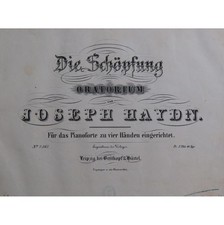 Die Schöpfung
ORATORIUM
von
JOSEPH HAYDN.
Für das Pianoforte zu vier Händen eingerichtet.
Leipzig, bei Breitkopf & Härtel.